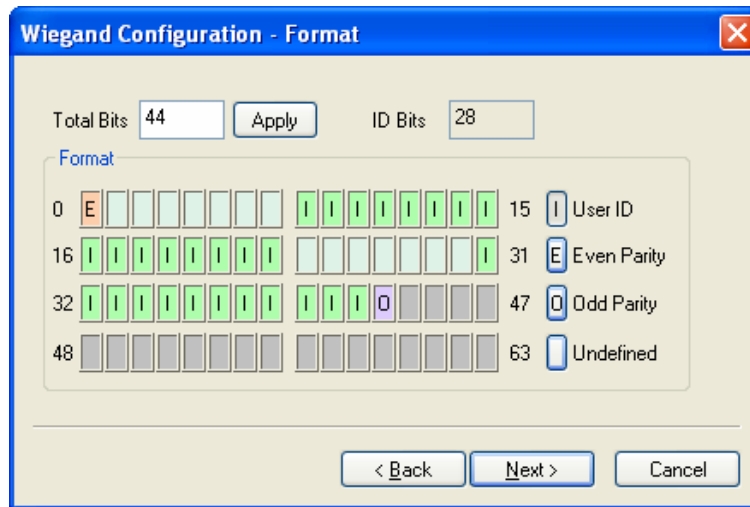 Wiegand Configuration - Format
Total Bits 44 Apply ID Bits 28
Format
0 E I I I I I I I I 15 I User ID
16 I I I I I I I I I 31 E Even Parity
32 I I I I I I I I I I I O 47 O Odd Parity
48 63 Undefined
< Back Next > Cancel